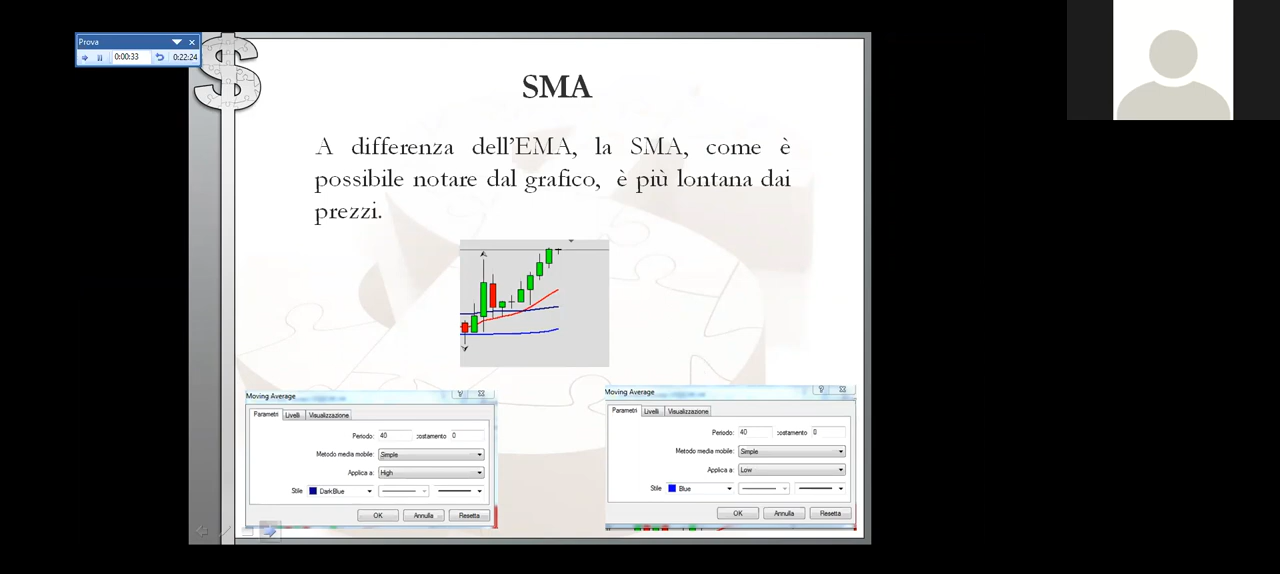 Prova
0:00:33
0:22:24
SMA
A differenza dell'EMA, la SMA, come è
possibile notare dal grafico, è più lontana dai
prezzi.
Moving Average
Parametri Livelli Visualizzazione
Periodo: 40 :costamento 0
Metodo media mobile: Simple
Applica a: High
Stile DarkBlue
OK Annulla Resetta
Moving Average
Parametri Livelli Visualizzazione
Periodo: 40 :costamento 0
Metodo media mobile: Simple
Applica a: Low
Stile Blue
OK Annulla Resetta